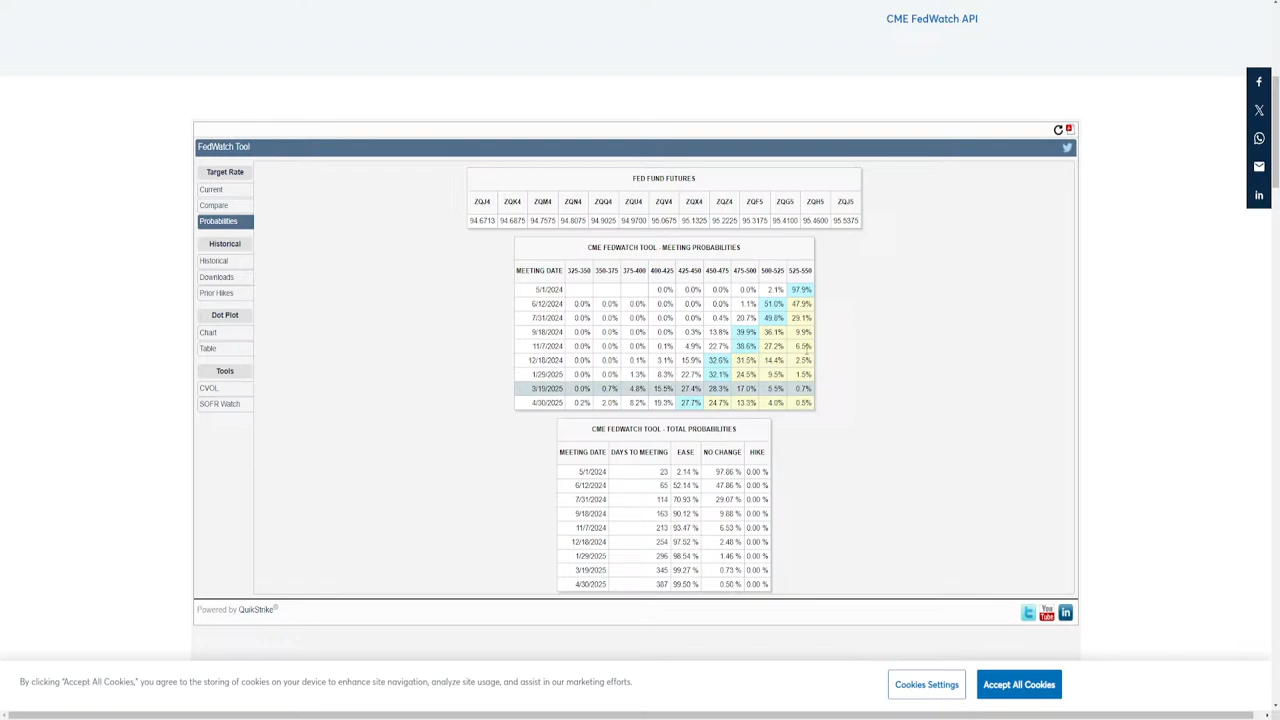 CME FedWatch API
FedWatch Tool
Target Rate
Current
Compare
Probabilities
Historical
Historical
Downloads
Prior Hikes
Dot Plot
Chart
Table
Tools
CVOL
SOFR Watch
FED FUND FUTURES
ZQJ4 ZQK4 ZQM4 ZQN4 ZQQ4 ZQU4 ZQV4 ZQX4 ZQZ4 ZQF5 ZQG5 ZQH5 ZQJ5
94.6713 94.6875 94.7575 94.8075 94.9025 94.9700 95.0675 95.1325 95.2225 95.3175 95.4100 95.4600 95.5375
CME FEDWATCH TOOL - MEETING PROBABILITIES
MEETING DATE 325-350 350-375 375-400 400-425 425-450 450-475 475-500 500-525 525-550
5/1/2024 0.0% 0.0% 0.0% 0.0% 2.1% 97.9%
6/12/2024 0.0% 0.0% 0.0% 0.0% 0.0% 0.0% 1.1% 51.0% 47.9%
7/31/2024 0.0% 0.0% 0.0% 0.0% 0.0% 0.4% 20.7% 49.8% 29.1%
9/18/2024 0.0% 0.0% 0.0% 0.0% 0.3% 13.8% 39.9% 36.1% 9.9%
11/7/2024 0.0% 0.0% 0.0% 0.1% 4.9% 22.7% 38.6% 27.2% 6.5%
12/18/2024 0.0% 0.0% 0.1% 3.1% 15.9% 32.6% 31.5% 14.4% 2.5%
1/29/2025 0.0% 0.0% 1.3% 8.3% 22.7% 32.1% 24.5% 9.5% 1.5%
3/19/2025 0.0% 0.7% 4.8% 15.5% 27.4% 28.3% 17.0% 5.5% 0.7%
4/30/2025 0.2% 2.0% 8.2% 19.3% 27.7% 24.7% 13.3% 4.0% 0.5%
CME FEDWATCH TOOL - TOTAL PROBABILITIES
MEETING DATE DAYS TO MEETING EASE NO CHANGE HIKE
5/1/2024 23 2.14 % 97.86 % 0.00 %
6/12/2024 65 52.14 % 47.86 % 0.00 %
7/31/2024 114 70.93 % 29.07 % 0.00 %
9/18/2024 163 90.12 % 9.88 % 0.00 %
11/7/2024 213 93.47 % 6.53 % 0.00 %
12/18/2024 254 97.52 % 2.48 % 0.00 %
1/29/2025 296 98.54 % 1.46 % 0.00 %
3/19/2025 345 99.27 % 0.73 % 0.00 %
4/30/2025 387 99.50 % 0.50 % 0.00 %
Powered by QuikStrike®
You Tube
in
By clicking "Accept All Cookies," you agree to the storing of cookies on your device to enhance site navigation, analyze site usage, and assist in our marketing efforts.
Cookies Settings
Accept All Cookies